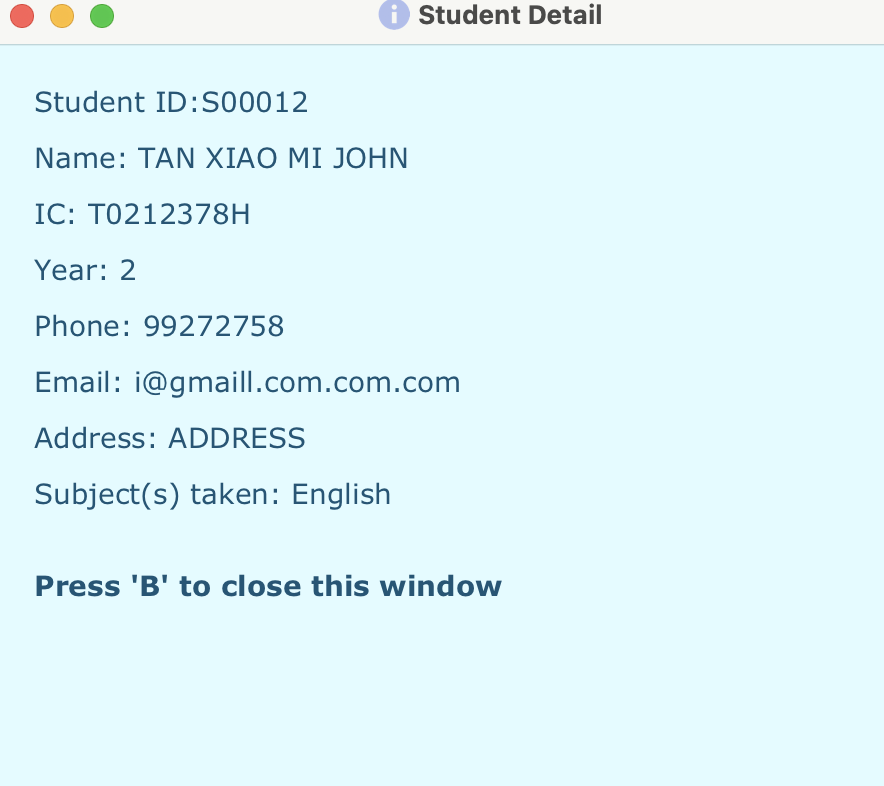 Student Detail
Student ID:S00012
Name: TAN XIAO MI JOHN
IC: T0212378H
Year: 2
Phone: 99272758
Email: i@gmaill.com.com.com
Address: ADDRESS
Subject(s) taken: English
Press 'B' to close this window